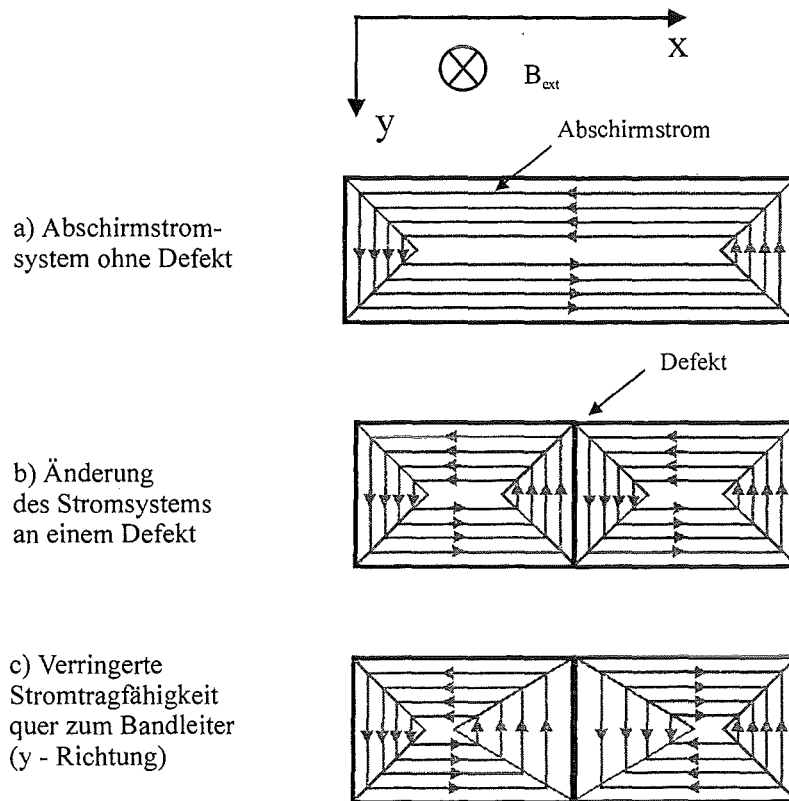 x
B_ext
y
Abschirmstrom
a) Abschirmstrom-
system ohne Defekt
Defekt
b) Änderung
des Stromsystems
an einem Defekt
c) Verringerte
Stromtragfähigkeit
quer zum Bandleiter
(y - Richtung)